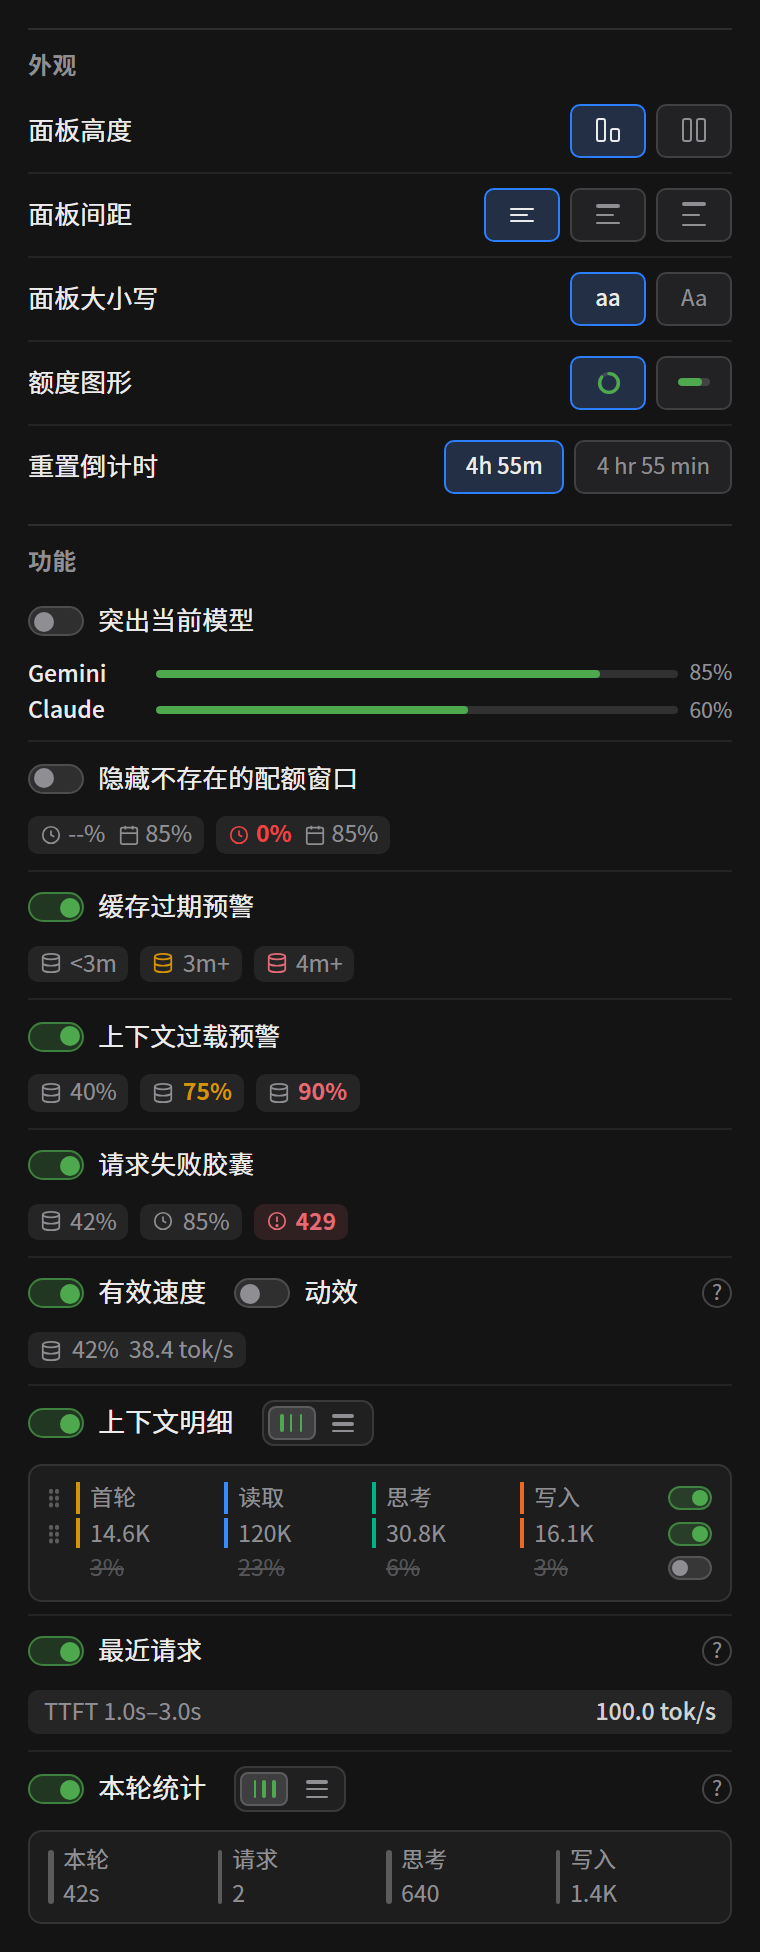 外观
面板高度
面板间距
面板大小写 aa Aa
额度图形
重置倒计时 4h 55m 4 hr 55 min
功能
突出当前模型
Gemini 85%
Claude 60%
隐藏不存在的配额窗口
--% 85% 0% 85%
缓存过期预警
<3m 3m+ 4m+
上下文过载预警
40% 75% 90%
请求失败胶囊
42% 85% 429
有效速度 动效 ?
42% 38.4 tok/s
上下文明细
首轮 读取 思考 写入
14.6K 120K 30.8K 16.1K
3% 23% 6% 3%
最近请求 ?
TTFT 1.0s–3.0s 100.0 tok/s
本轮统计 ?
本轮 请求 思考 写入
42s 2 640 1.4K